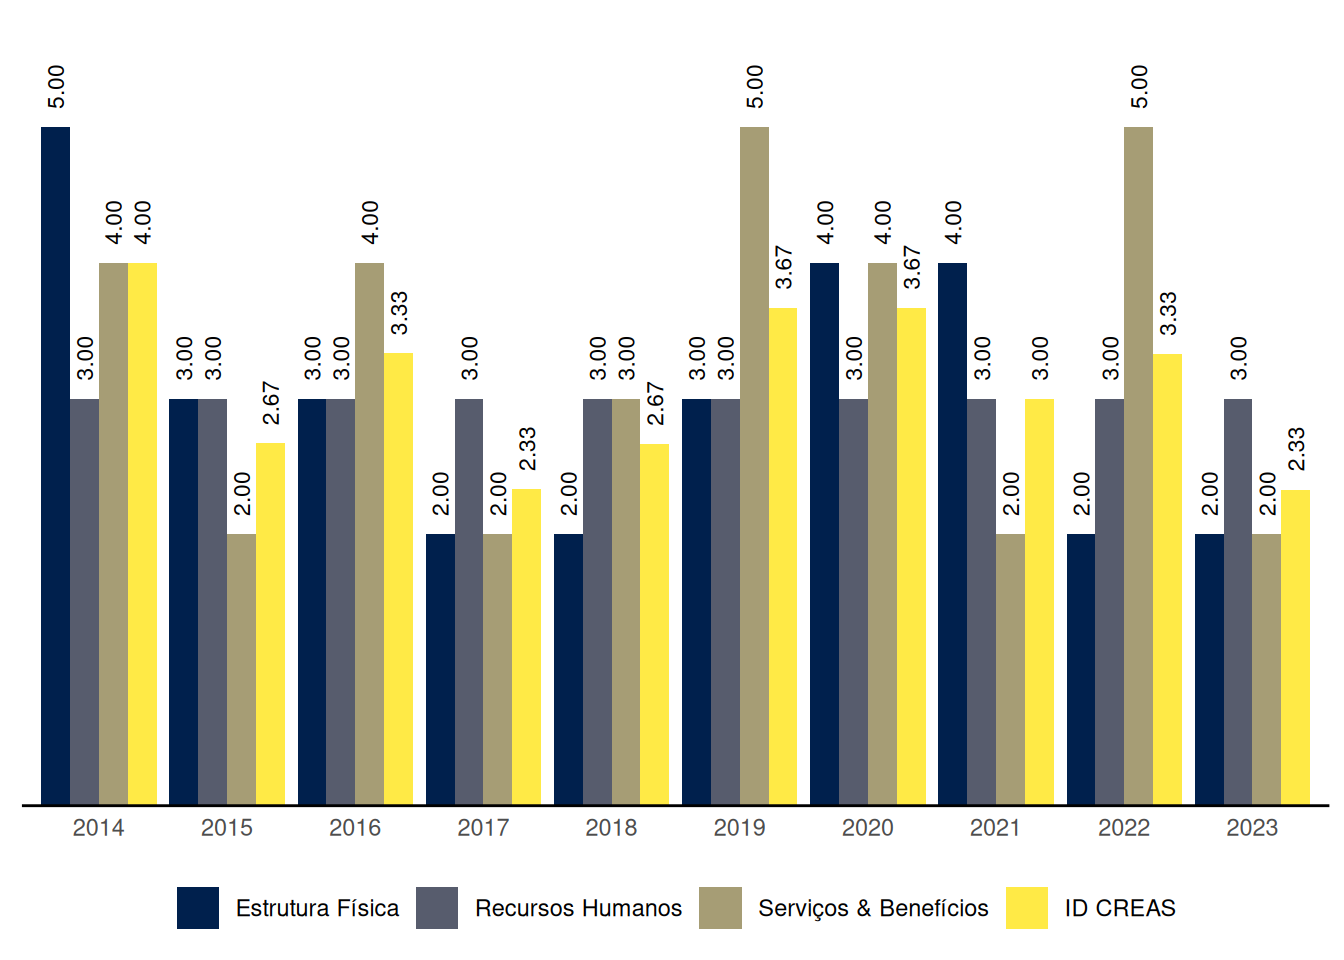 5.00 3.00 4.00 4.00
3.00 3.00 2.00 2.67
3.00 3.00 4.00 3.33
2.00 3.00 2.00 2.33
2.00 3.00 3.00 2.67
3.00 3.00 5.00 3.67
4.00 3.00 4.00 3.67
4.00 3.00 2.00 3.00
2.00 3.00 5.00 3.33
2.00 3.00 2.00 2.33
2014 2015 2016 2017 2018 2019 2020 2021 2022 2023
Estrutura Física Recursos Humanos Serviços & Benefícios ID CREAS